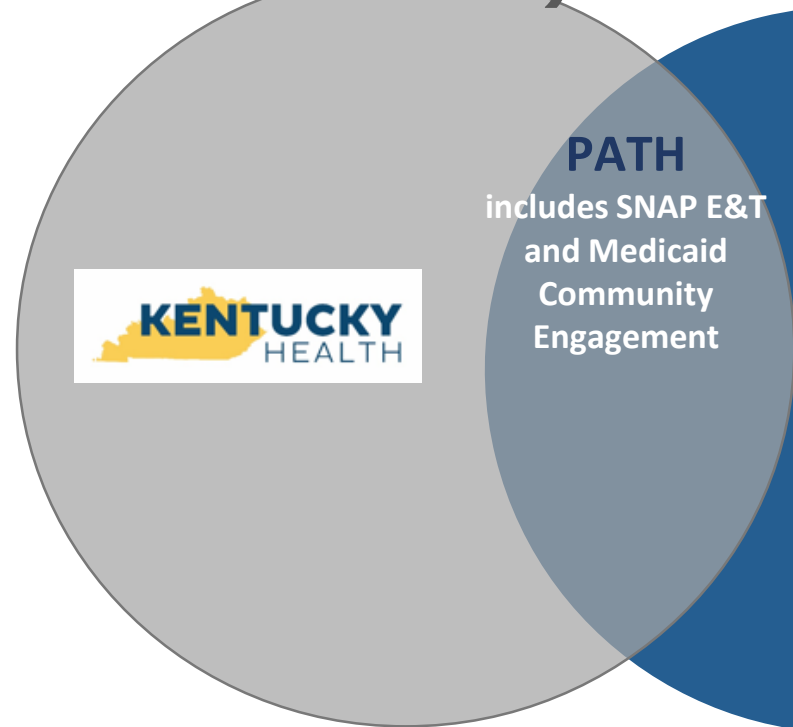 PATH
includes SNAP E&T
and Medicaid
Community
Engagement
KENTUCKY
HEALTH